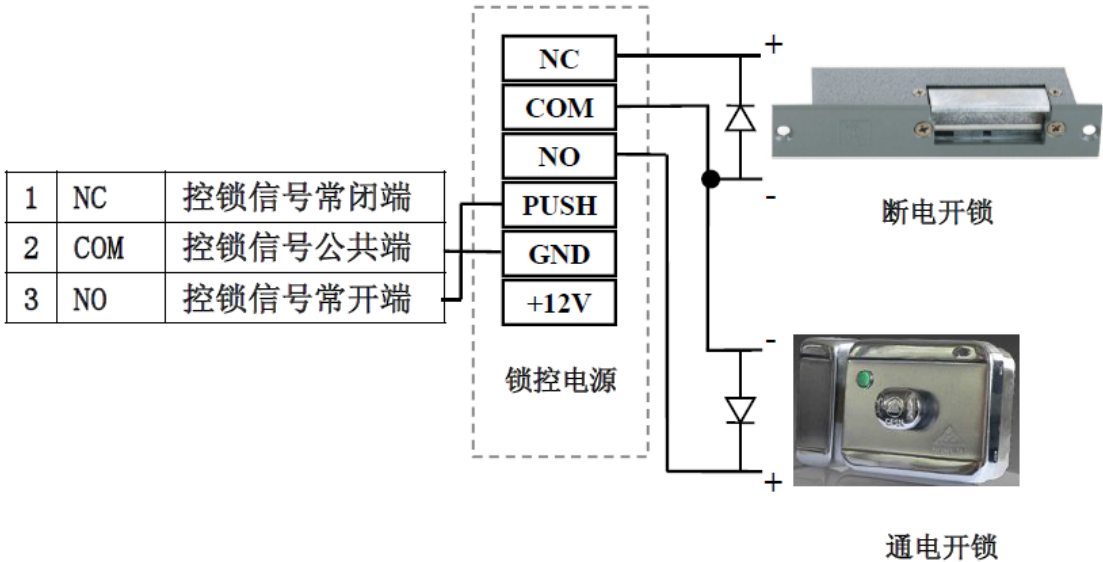 NC
COM
NO
PUSH
GND
+12V
锁控电源
1 NC 控锁信号常闭端
2 COM 控锁信号公共端
3 NO 控锁信号常开端
+
-
断电开锁
-
+
通电开锁